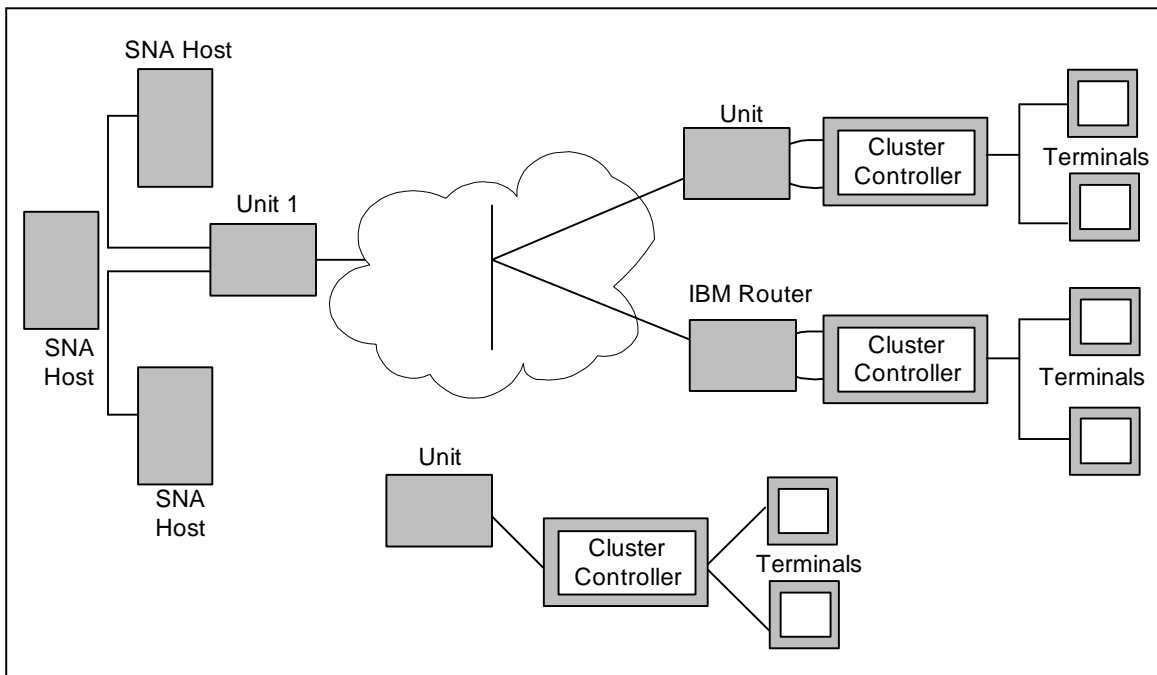 SNA Host
Unit 1
SNA
Host
SNA
Host
Unit
Cluster
Controller
Terminals
IBM Router
Cluster
Controller
Terminals
Unit
Cluster
Controller
Terminals